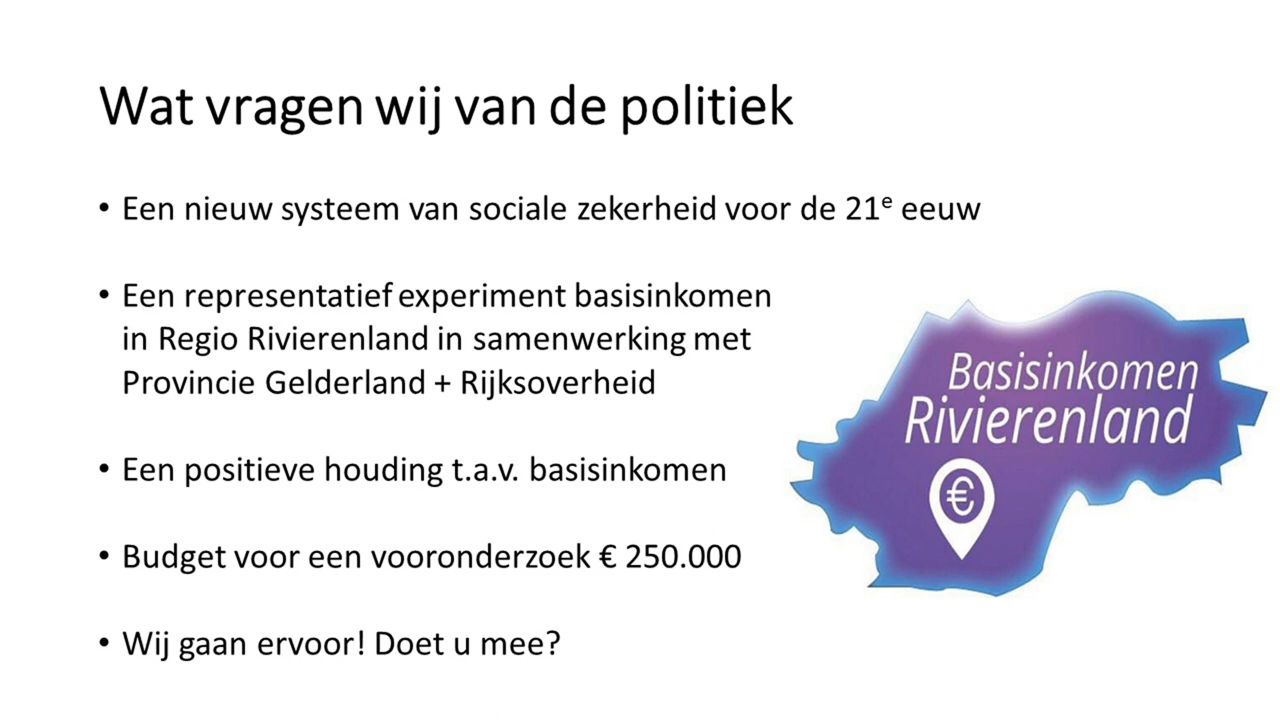 Wat vragen wij van de politiek
• Een nieuw systeem van sociale zekerheid voor de 21e eeuw
• Een representatief experiment basisinkomen
in Regio Rivierenland in samenwerking met
Provincie Gelderland + Rijksoverheid
• Een positieve houding t.a.v. basisinkomen
• Budget voor een vooronderzoek € 250.000
• Wij gaan ervoor! Doet u mee?
Basisinkomen
Rivierenland
€